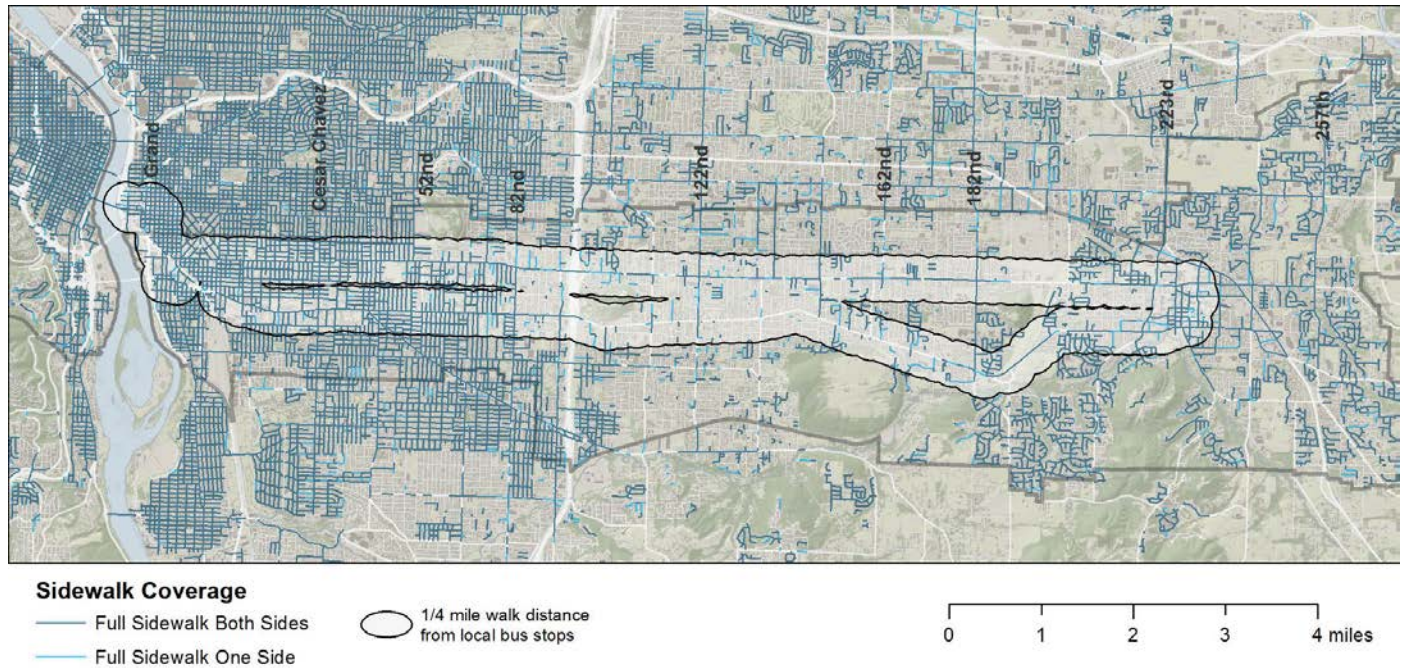 Grand
Cesar Chavez
52nd
82nd
122nd
162nd
182nd
223rd
257th
Sidewalk Coverage
Full Sidewalk Both Sides
Full Sidewalk One Side
1/4 mile walk distance
from local bus stops
0 1 2 3 4 miles